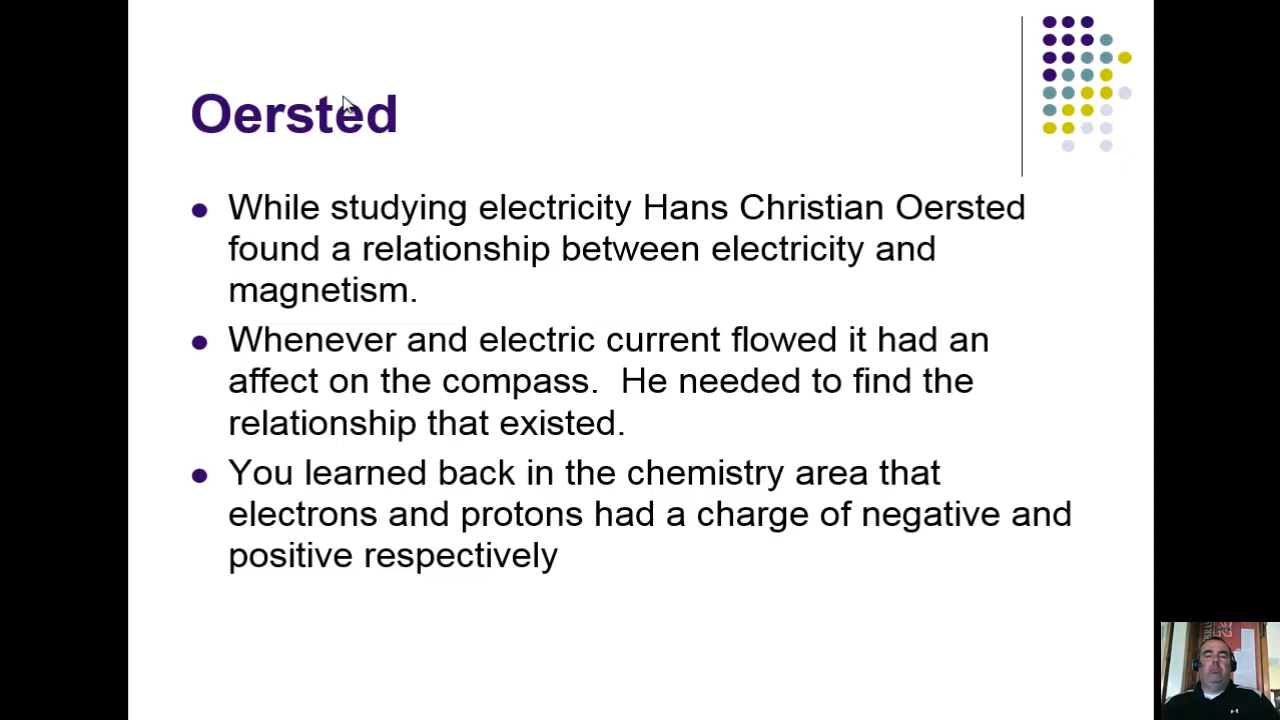 Oersted
While studying electricity Hans Christian Oersted
found a relationship between electricity and
magnetism.
Whenever and electric current flowed it had an
affect on the compass.  He needed to find the
relationship that existed.
You learned back in the chemistry area that
electrons and protons had a charge of negative and
positive respectively